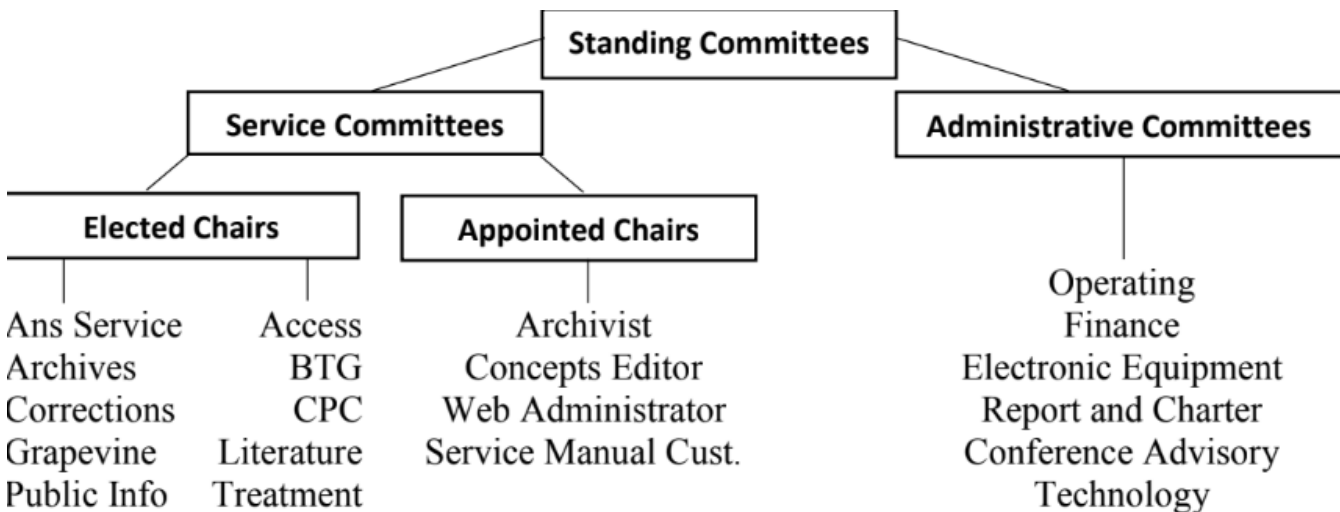 Standing Committees
Service Committees
Administrative Committees
Elected Chairs
Appointed Chairs
Ans Service
Archives
Corrections
Grapevine
Public Info
Access
BTG
CPC
Literature
Treatment
Archivist
Concepts Editor
Web Administrator
Service Manual Cust.
Operating
Finance
Electronic Equipment
Report and Charter
Conference Advisory
Technology